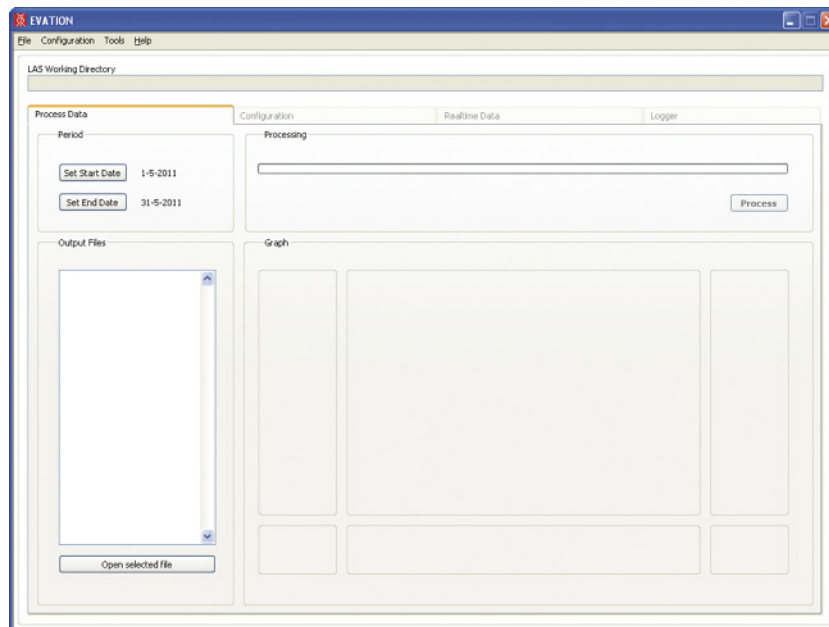 EVATION
File Configuration Tools Help
LAS Working Directory
Process Data Configuration Realtime Data Logger
Period
Set Start Date 1-5-2011
Set End Date 31-5-2011
Processing
Process
Output Files
Open selected file
Graph